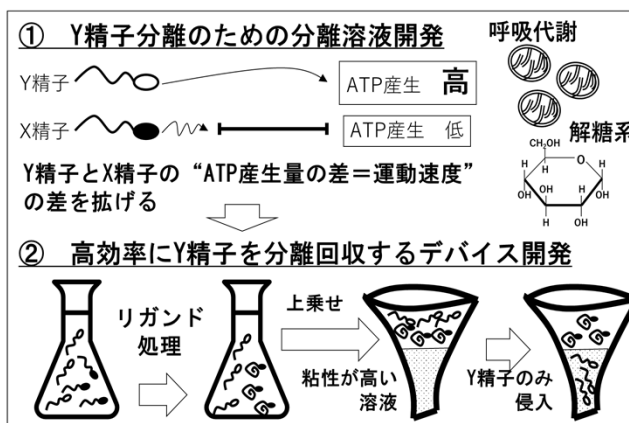 ① Y精子分離のための分離溶液開発
呼吸代謝
Y精子
ATP産生 高
X精子
ATP産生 低
解糖系
CH₂OH
O
H
H
H
H
OH
H
OH
OH
H
OH
Y精子とX精子の “ATP産生量の差=運動速度”
の差を拡げる
② 高効率にY精子を分離回収するデバイス開発
リガンド
処理
上乗せ
粘性が高い
溶液
Y精子のみ
侵入